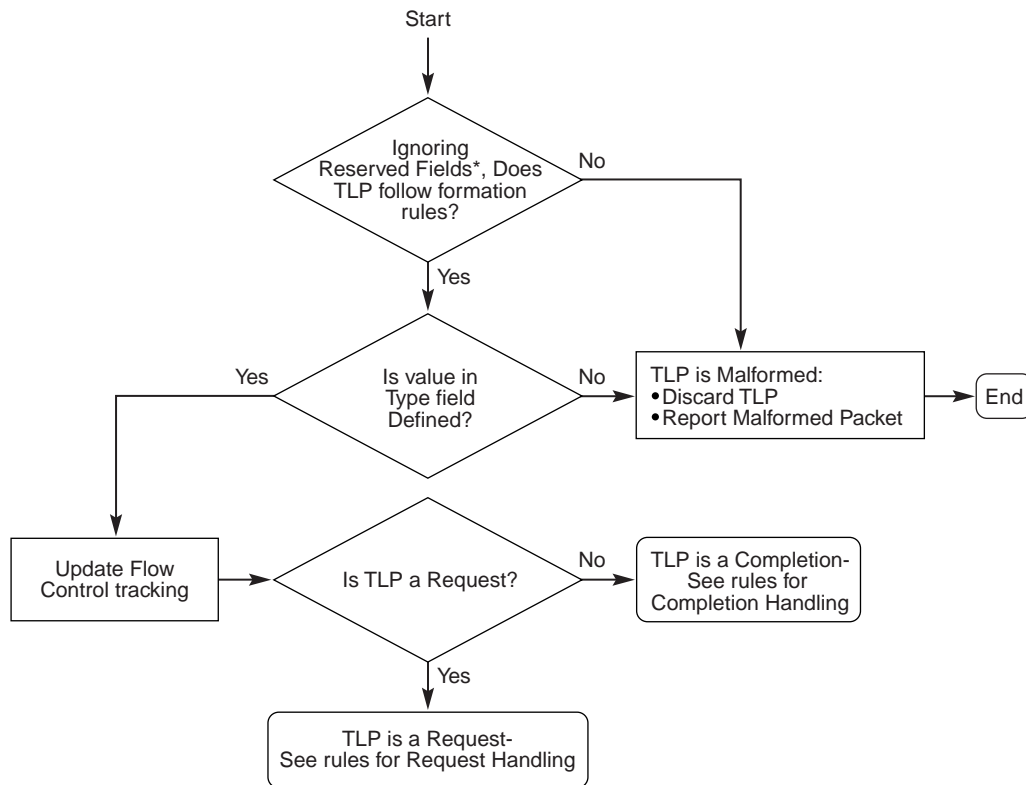 Start
Ignoring
Reserved Fields*, Does
TLP follow formation
rules?
No
Yes
Is value in
Type field
Defined?
Yes
No
TLP is Malformed:
•Discard TLP
•Report Malformed Packet
End
Update Flow
Control tracking
Is TLP a Request?
No
TLP is a Completion-
See rules for
Completion Handling
Yes
TLP is a Request-
See rules for Request Handling